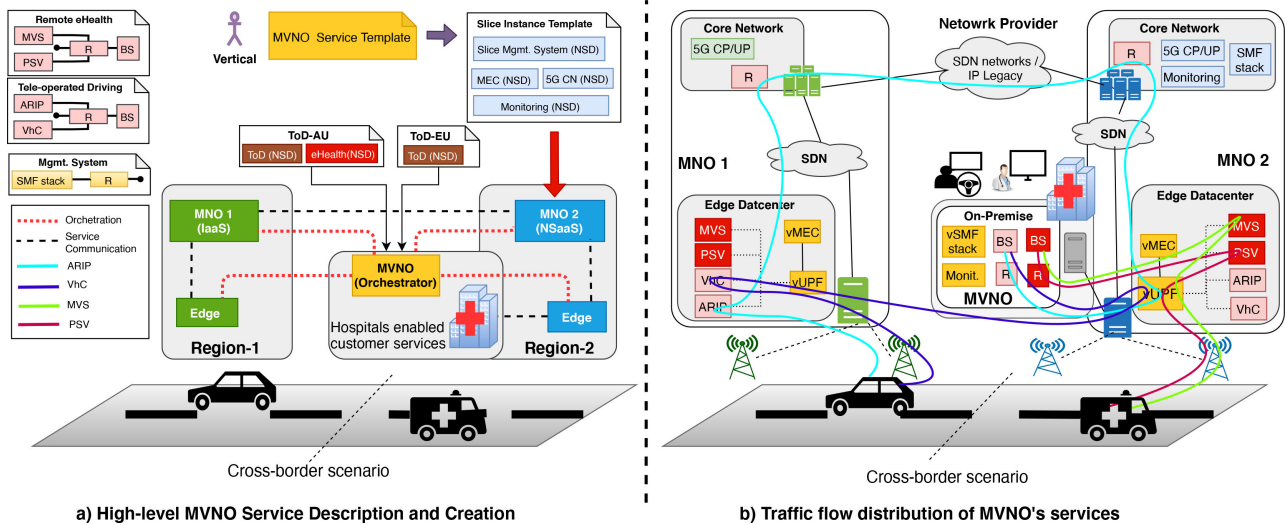 Remote eHealth
MVS
R
BS
PSV
Tele-operated Driving
ARIP
R
BS
VhC
Mgmt. System
SMF stack
R
Orchetration
Service
Communication
ARIP
VhC
MVS
PSV
Vertical
MVNO Service Template
Slice Instance Template
Slice Mgmt. System (NSD)
MEC (NSD)
5G CN (NSD)
Monitoring (NSD)
ToD-AU
ToD (NSD)
eHealth(NSD)
ToD-EU
ToD (NSD)
MNO 1
(IaaS)
MNO 2
(NSaaS)
MVNO
(Orchestrator)
Edge
Edge
Hospitals enabled
customer services
Region-1
Region-2
Cross-border scenario
a) High-level MVNO Service Description and Creation
Core Network
5G CP/UP
R
Netowrk Provider
SDN networks /
IP Legacy
Core Network
R
5G CP/UP
SMF
stack
Monitoring
SDN
SDN
MNO 1
MNO 2
Edge Datcenter
MVS
PSV
VhC
ARIP
vMEC
vUPF
On-Premise
vSMF
stack
BS
BS
Monit.
R
R
MVNO
Edge Datacenter
vMEC
vUPF
MVS
PSV
ARIP
VhC
Cross-border scenario
b) Traffic flow distribution of MVNO's services